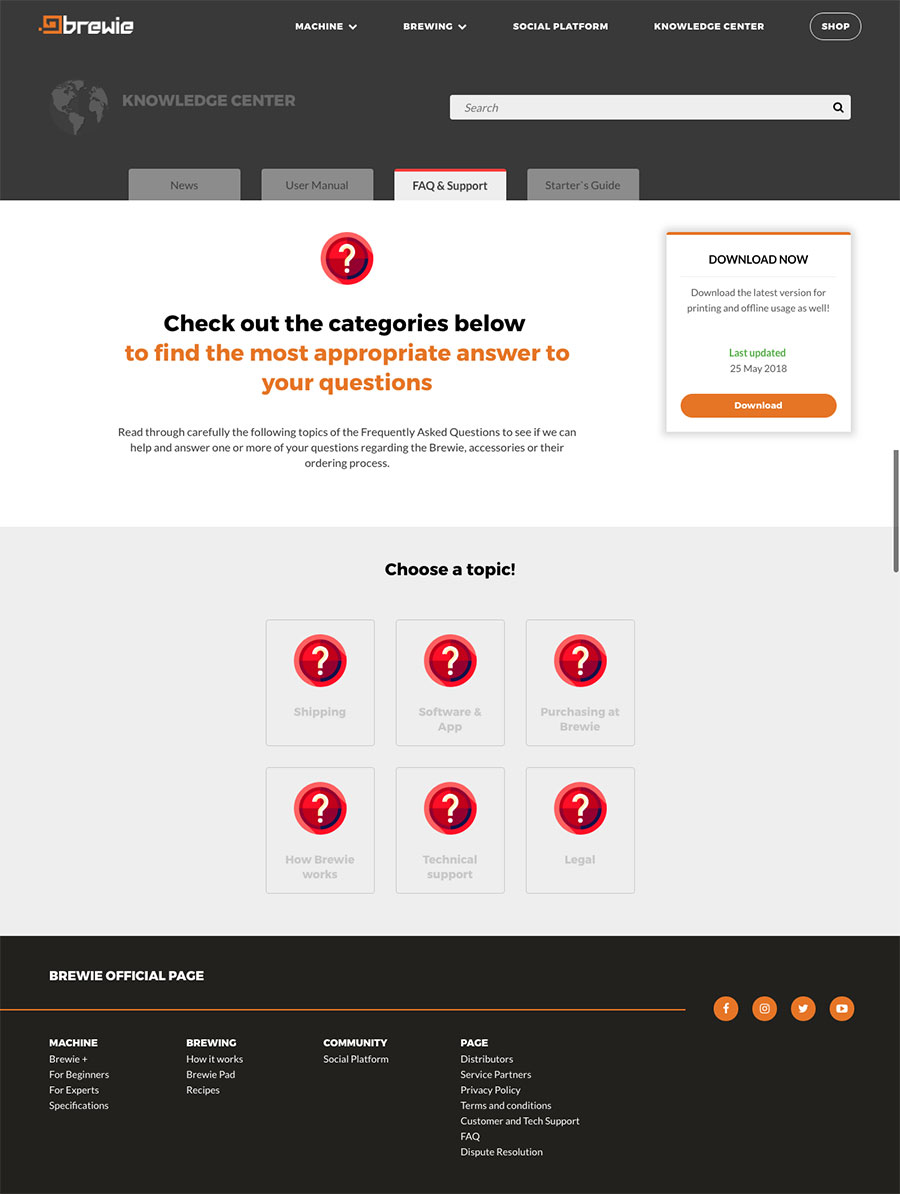 brewie
MACHINE
BREWING
SOCIAL PLATFORM
KNOWLEDGE CENTER
SHOP
KNOWLEDGE CENTER
Search
News
User Manual
FAQ & Support
Starter`s Guide
?
Check out the categories below
to find the most appropriate answer to
your questions
Read through carefully the following topics of the Frequently Asked Questions to see if we can
help and answer one or more of your questions regarding the Brewie, accessories or their
ordering process.
DOWNLOAD NOW
Download the latest version for
printing and offline usage as well!
Last updated
25 May 2018
Download
Choose a topic!
?
Shipping
?
Software &
App
?
Purchasing at
Brewie
?
How Brewie
works
?
Technical
support
?
Legal
BREWIE OFFICIAL PAGE
MACHINE
Brewie +
For Beginners
For Experts
Specifications
BREWING
How it works
Brewie Pad
Recipes
COMMUNITY
Social Platform
PAGE
Distributors
Service Partners
Privacy Policy
Terms and conditions
Customer and Tech Support
FAQ
Dispute Resolution